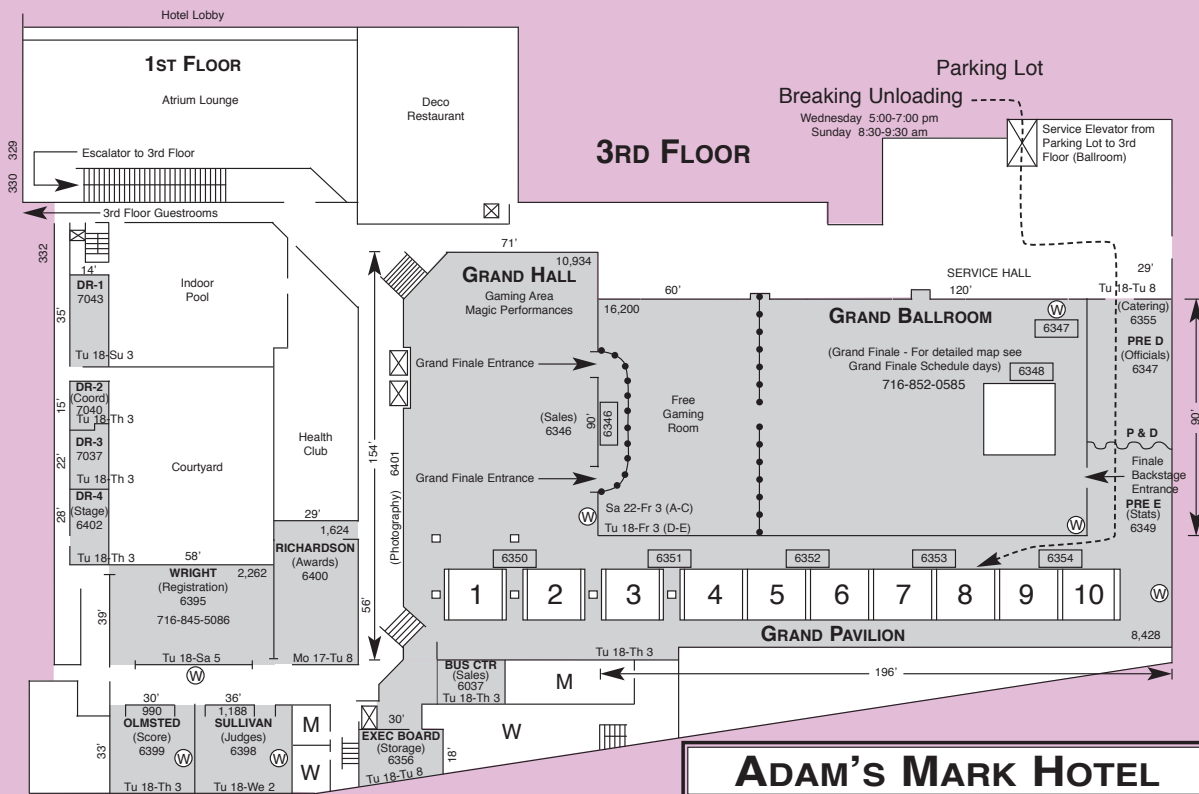 Hotel Lobby
1ST FLOOR
Atrium Lounge
Deco
Restaurant
Escalator to 3rd Floor
329
330
3rd Floor Guestrooms
332
3RD FLOOR
Parking Lot
Breaking Unloading
Wednesday 5:00-7:00 pm
Sunday 8:30-9:30 am
Service Elevator from
Parking Lot to 3rd
Floor (Ballroom)
14'
DR-1
7043
35'
Tu 18-Su 3
Indoor
Pool
DR-2
(Coord)
7040
15'
Tu 18-Th 3
DR-3
7037
22'
Tu 18-Th 3
DR-4
(Stage)
6402
28'
Tu 18-Th 3
Courtyard
Health
Club
58'
WRIGHT
2,262
(Registration)
6395
716-845-5086
39'
Tu 18-Sa 5
W
29'
1,624
RICHARDSON
(Awards)
6400
56'
Mo 17-Tu 8
154'
(Photography) 6401
71'
10,934
GRAND HALL
Gaming Area
Magic Performances
Grand Finale Entrance
(Sales)
6346
90'
6346
Grand Finale Entrance
W
60'
16,200
Free
Gaming
Room
Sa 22-Fr 3 (A-C)
Tu 18-Fr 3 (D-E)
SERVICE HALL
120'
GRAND BALLROOM
(Grand Finale - For detailed map see
Grand Finale Schedule days)
716-852-0585
W
6347
6348
W
29'
Tu 18-Tu 8
(Catering)
6355
PRE D
(Officials)
6347
90'
P & D
Finale
Backstage
Entrance
PRE E
(Stats)
6349
6350
6351
6352
6353
6354
1
2
3
4
5
6
7
8
9
10
W
GRAND PAVILION
8,428
Tu 18-Th 3
196'
BUS CTR
(Sales)
6037
Tu 18-Th 3
M
W
30'
990
OLMSTED
(Score)
6399
W
33'
Tu 18-Th 3
36'
1,188
SULLIVAN
(Judges)
6398
W
Tu 18-We 2
M
W
30'
EXEC BOARD
(Storage)
6356
18'
Tu 18-Tu 8
ADAM'S MARK HOTEL